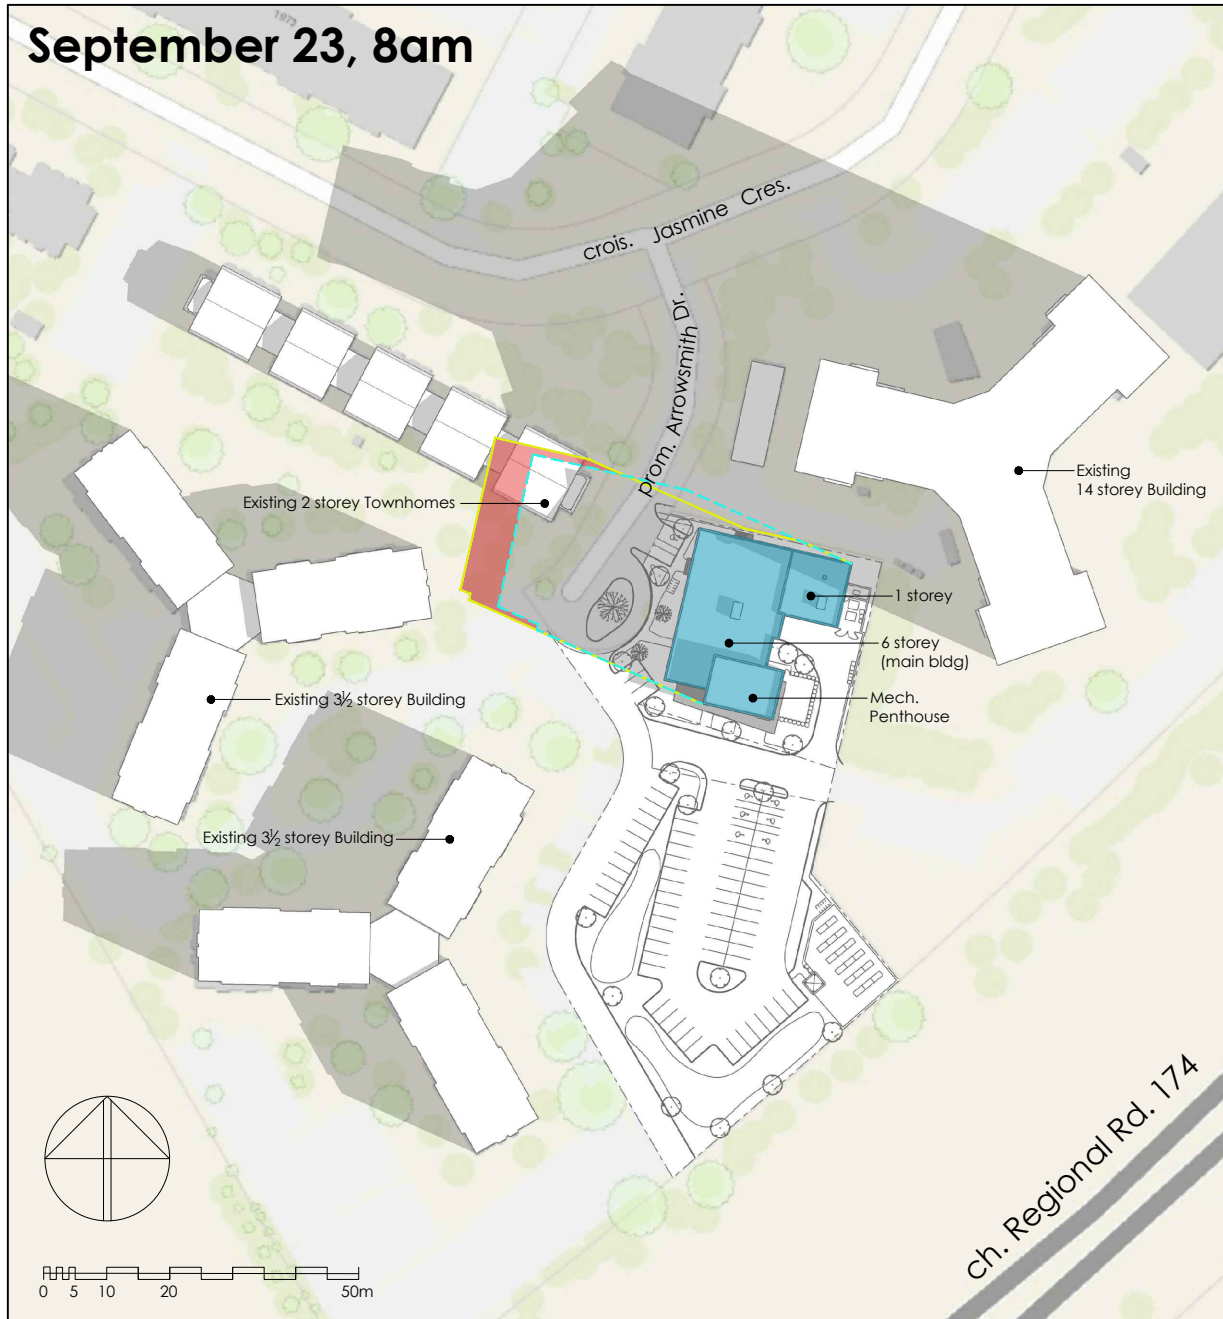 1973
September 23, 8am
crois. Jasmine Cres.
prom. Arrowsmith Dr.
Existing
14 storey Building
Existing 2 storey Townhomes
1 storey
6 storey
(main bldg)
Mech.
Penthouse
Existing 3½ storey Building
Existing 3½ storey Building
ch. Regional Rd. 174
0 5 10 20 50m